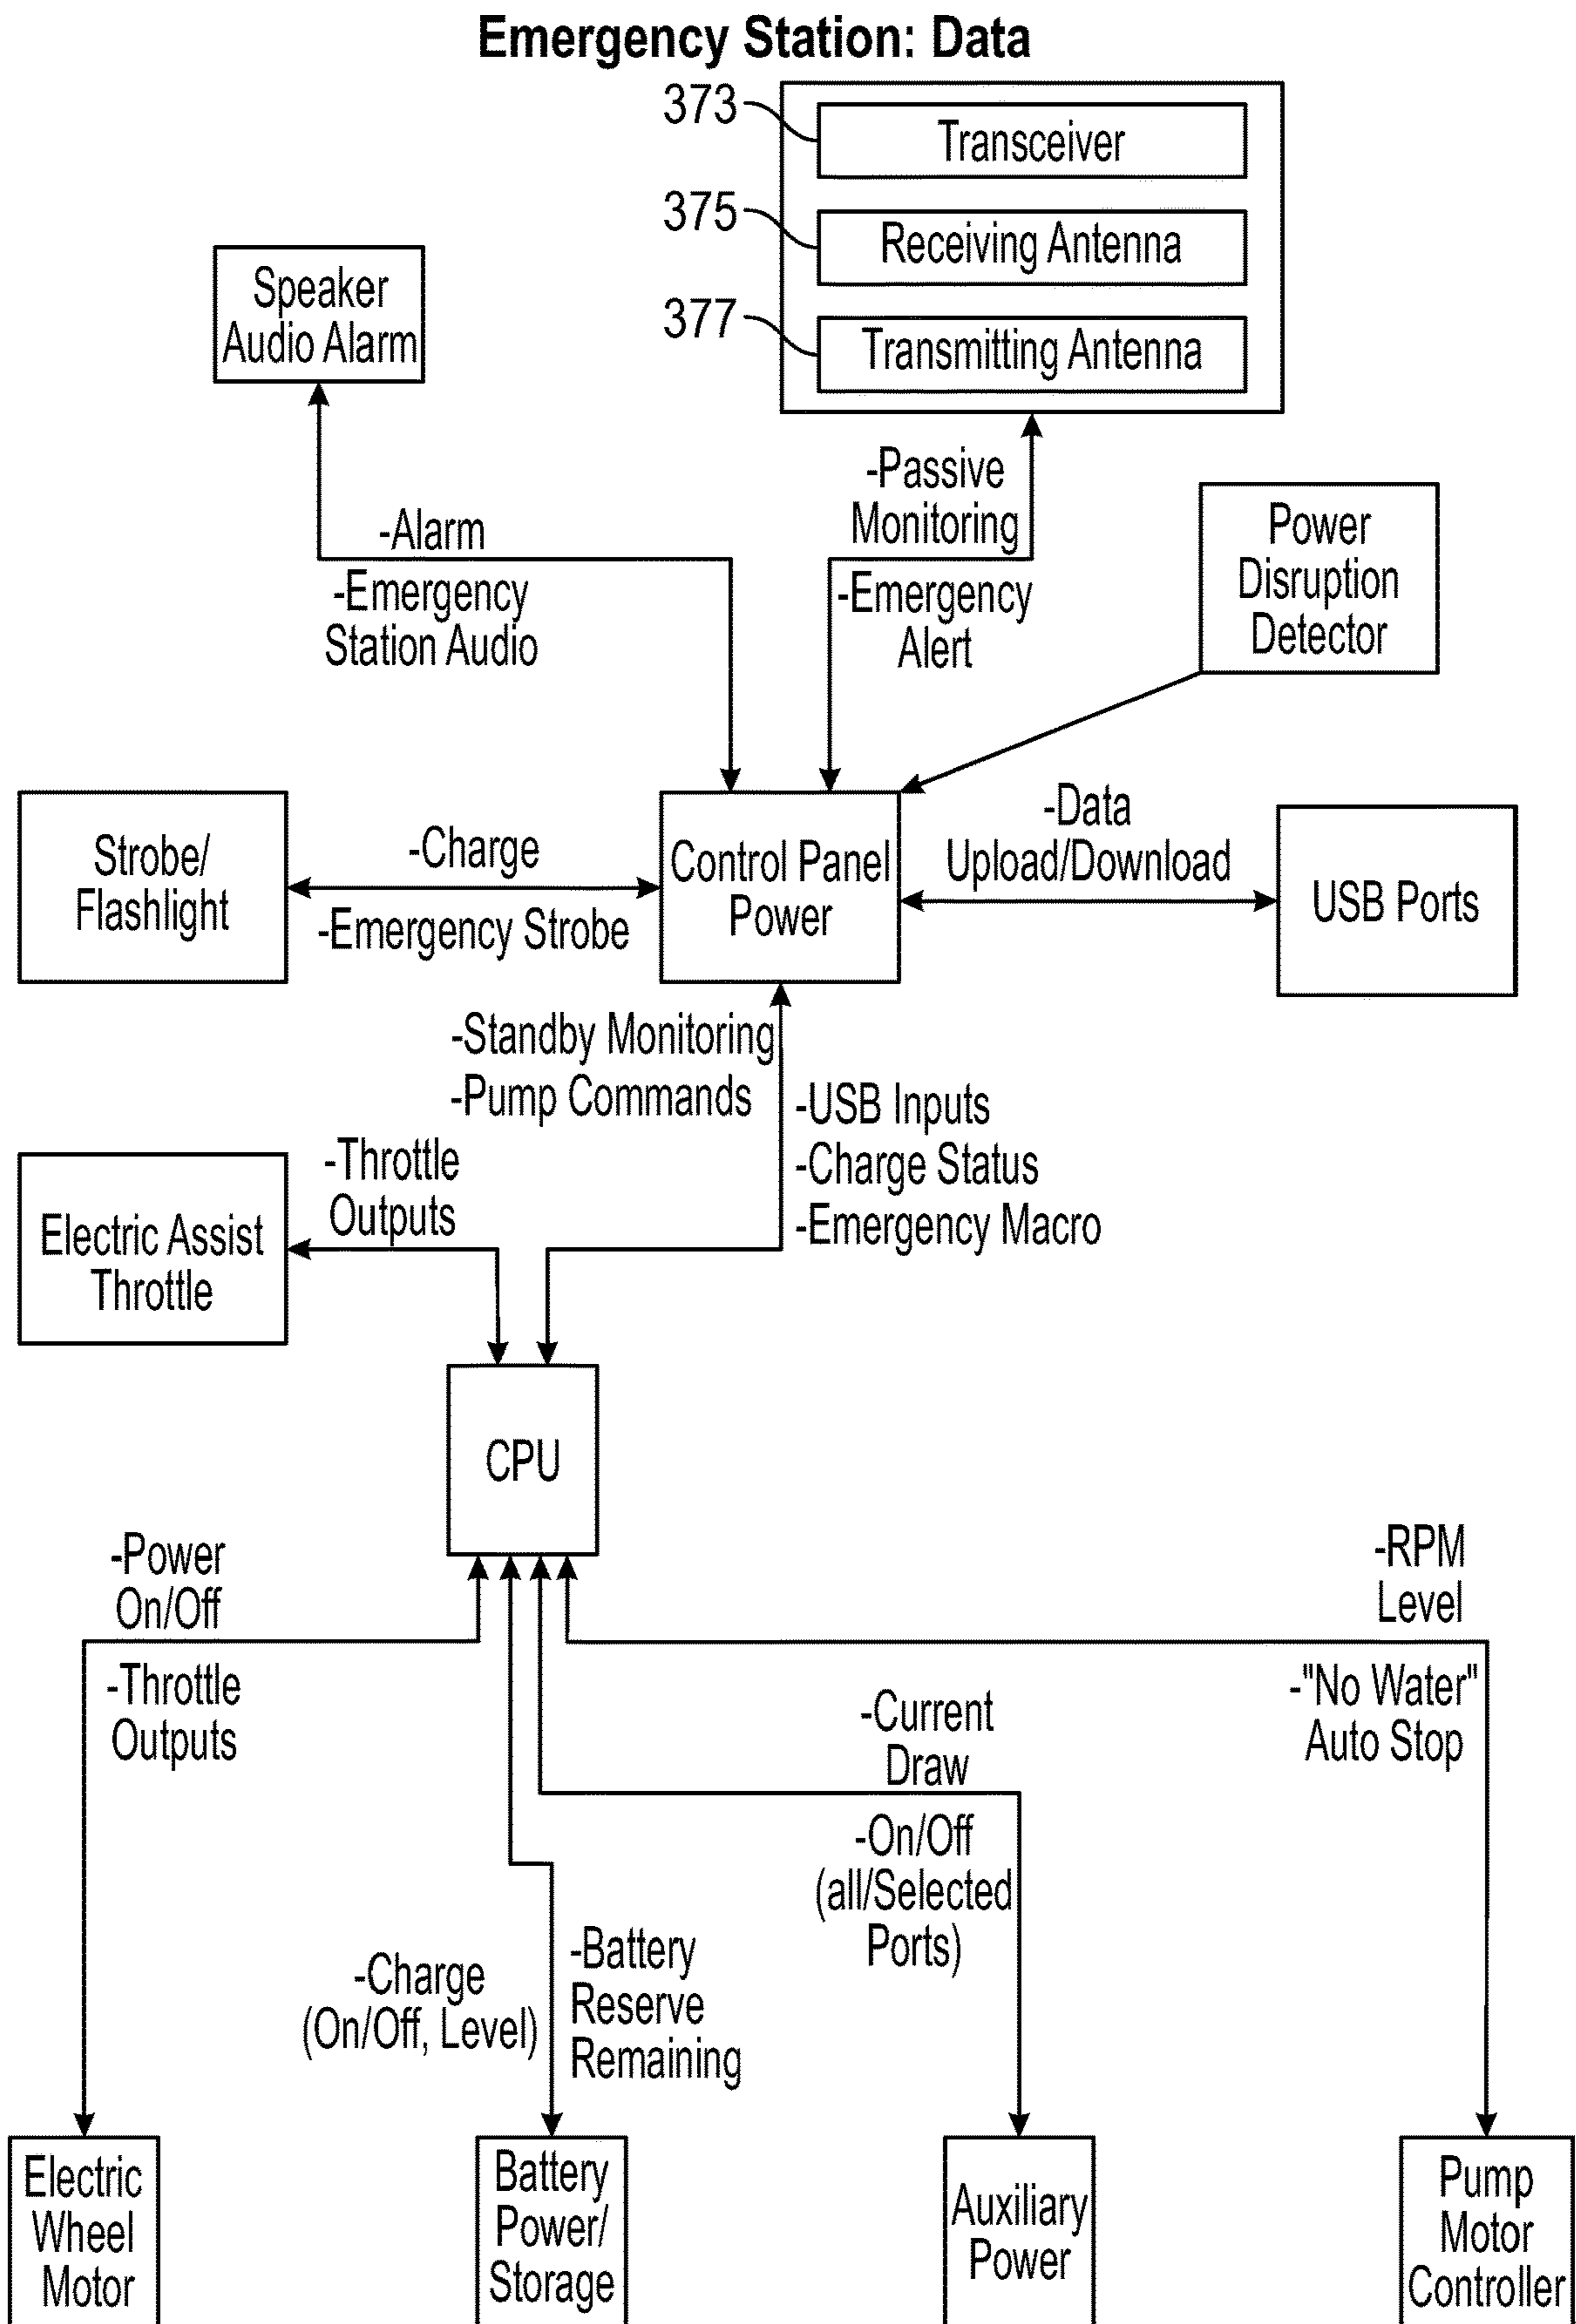 Emergency Station: Data
373
Transceiver
375
Receiving Antenna
377
Transmitting Antenna
Speaker
Audio Alarm
-Passive
Monitoring
-Emergency
Alert
Power
Disruption
Detector
-Alarm
-Emergency
Station Audio
Strobe/
Flashlight
-Charge
-Emergency Strobe
Control Panel
Power
-Data
Upload/Download
USB Ports
-Standby Monitoring
-Pump Commands
-USB Inputs
-Charge Status
-Emergency Macro
Electric Assist
Throttle
-Throttle
Outputs
CPU
-Power
On/Off
-Throttle
Outputs
-RPM
Level
-"No Water"
Auto Stop
-Current
Draw
-On/Off
(all/Selected
Ports)
-Charge
(On/Off, Level)
-Battery
Reserve
Remaining
Electric
Wheel
Motor
Battery
Power/
Storage
Auxiliary
Power
Pump
Motor
Controller